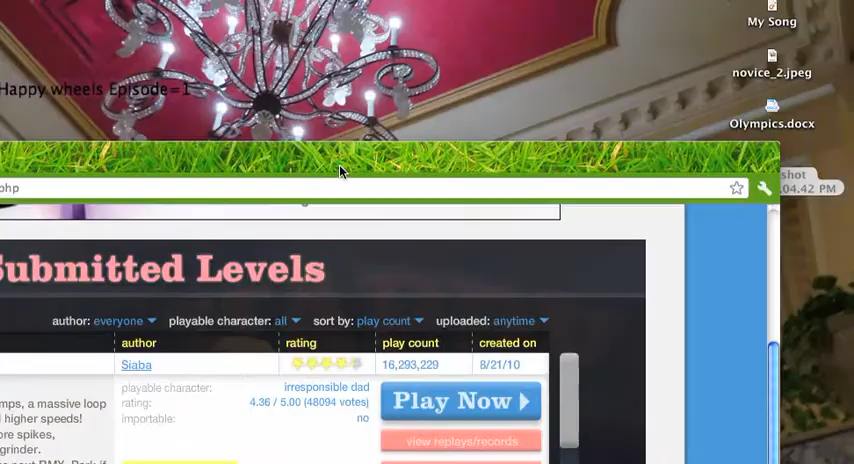 My Song
novice_2.jpeg
Happy wheels Episode=1
Olympics.docx
shot
.04.42 PM
php
Submitted Levels
author: everyone playable character: all sort by: play count uploaded: anytime
author rating play count created on
Siaba 16,293,229 8/21/10
playable character: irresponsible dad
rating: 4.36 / 5.00 (48094 votes)
importable: no
Play Now
view replays/records
mps, a massive loop
higher speeds!
ore spikes,
grinder.